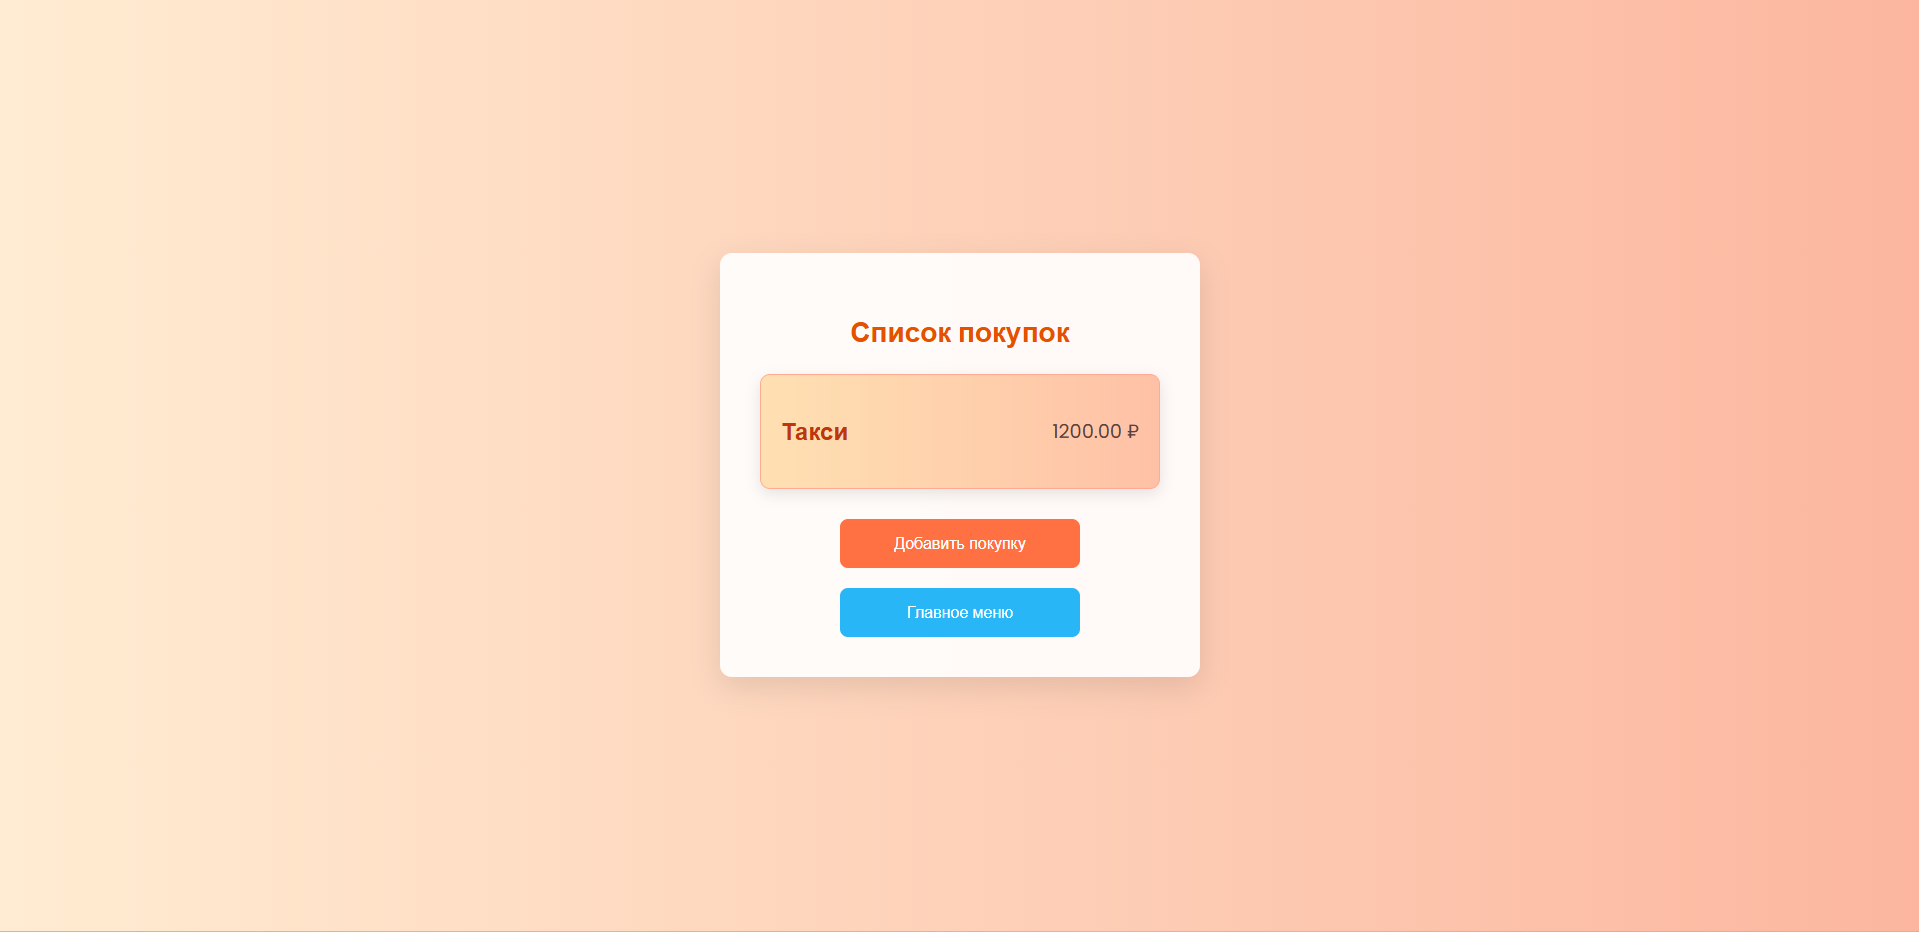 Список покупок
Такси 1200.00 ₽
Добавить покупку
Главное меню